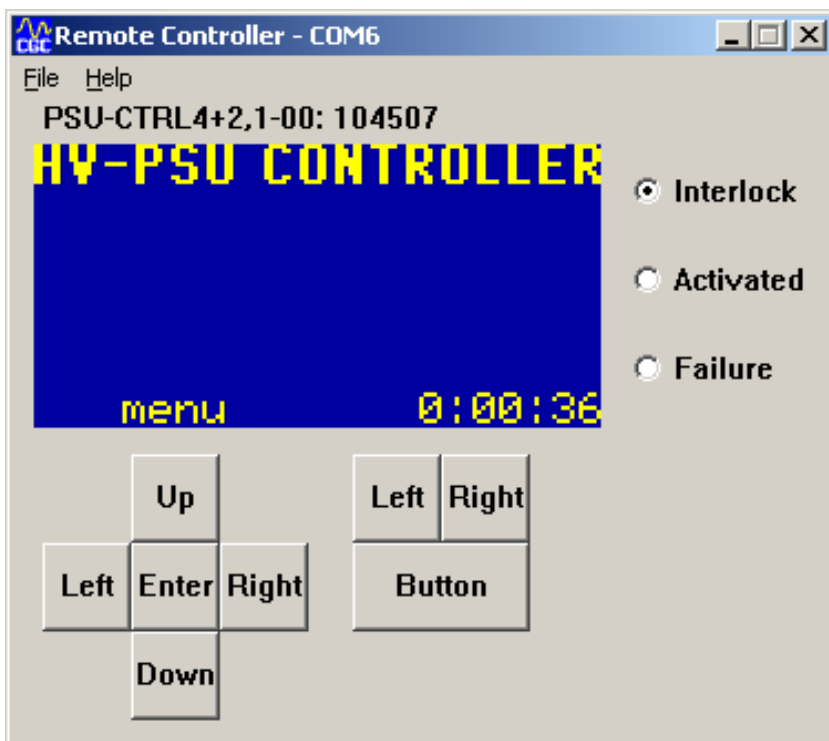 CGC Remote Controller - COM6
File Help
PSU-CTRL4+2,1-00: 104507
HV-PSU CONTROLLER
menu 0:00:36
Interlock
Activated
Failure
Up
Left Enter Right
Down
Left Right
Button